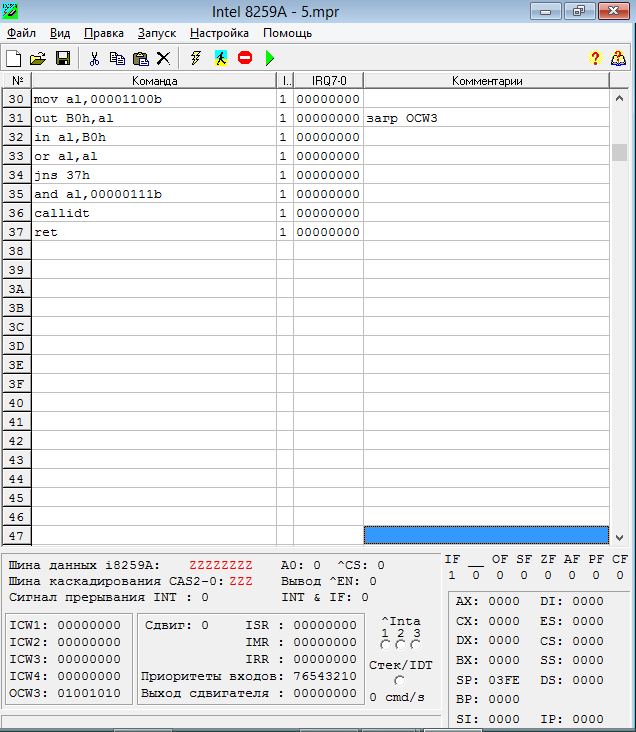 Intel 8259A - 5.mpr
Файл Вид Правка Запуск Настройка Помощь
№ Команда I.. IRQ7-0 Комментарии
30 mov al,00001100b 1 00000000
31 out B0h,al 1 00000000 загр OCW3
32 in al,B0h 1 00000000
33 or al,al 1 00000000
34 jns 37h 1 00000000
35 and al,00000111b 1 00000000
36 callidt 1 00000000
37 ret 1 00000000
38
39
3A
3B
3C
3D
3E
3F
40
41
42
43
44
45
46
47
Шина данных i8259A: ZZZZZZZZ A0: 0 ^CS: 0
Шина каскадирования CAS2-0: ZZZ Вывод ^EN: 0
Сигнал прерывания INT : 0 INT & IF: 0
IF __ OF SF ZF AF PF CF
1 0 0 0 0 0 0 0
ICW1: 00000000
ICW2: 00000000
ICW3: 00000000
ICW4: 00000000
OCW3: 01001010
Сдвиг: 0 ISR : 00000000
IMR : 00000000
IRR : 00000000
Приоритеты входов: 76543210
Выход сдвигателя : 00000000
^Inta
1 2 3
Стек/IDT
0 cmd/s
AX: 0000 DI: 0000
CX: 0000 ES: 0000
DX: 0000 CS: 0000
BX: 0000 SS: 0000
SP: 03FE DS: 0000
BP: 0000
SI: 0000 IP: 0000